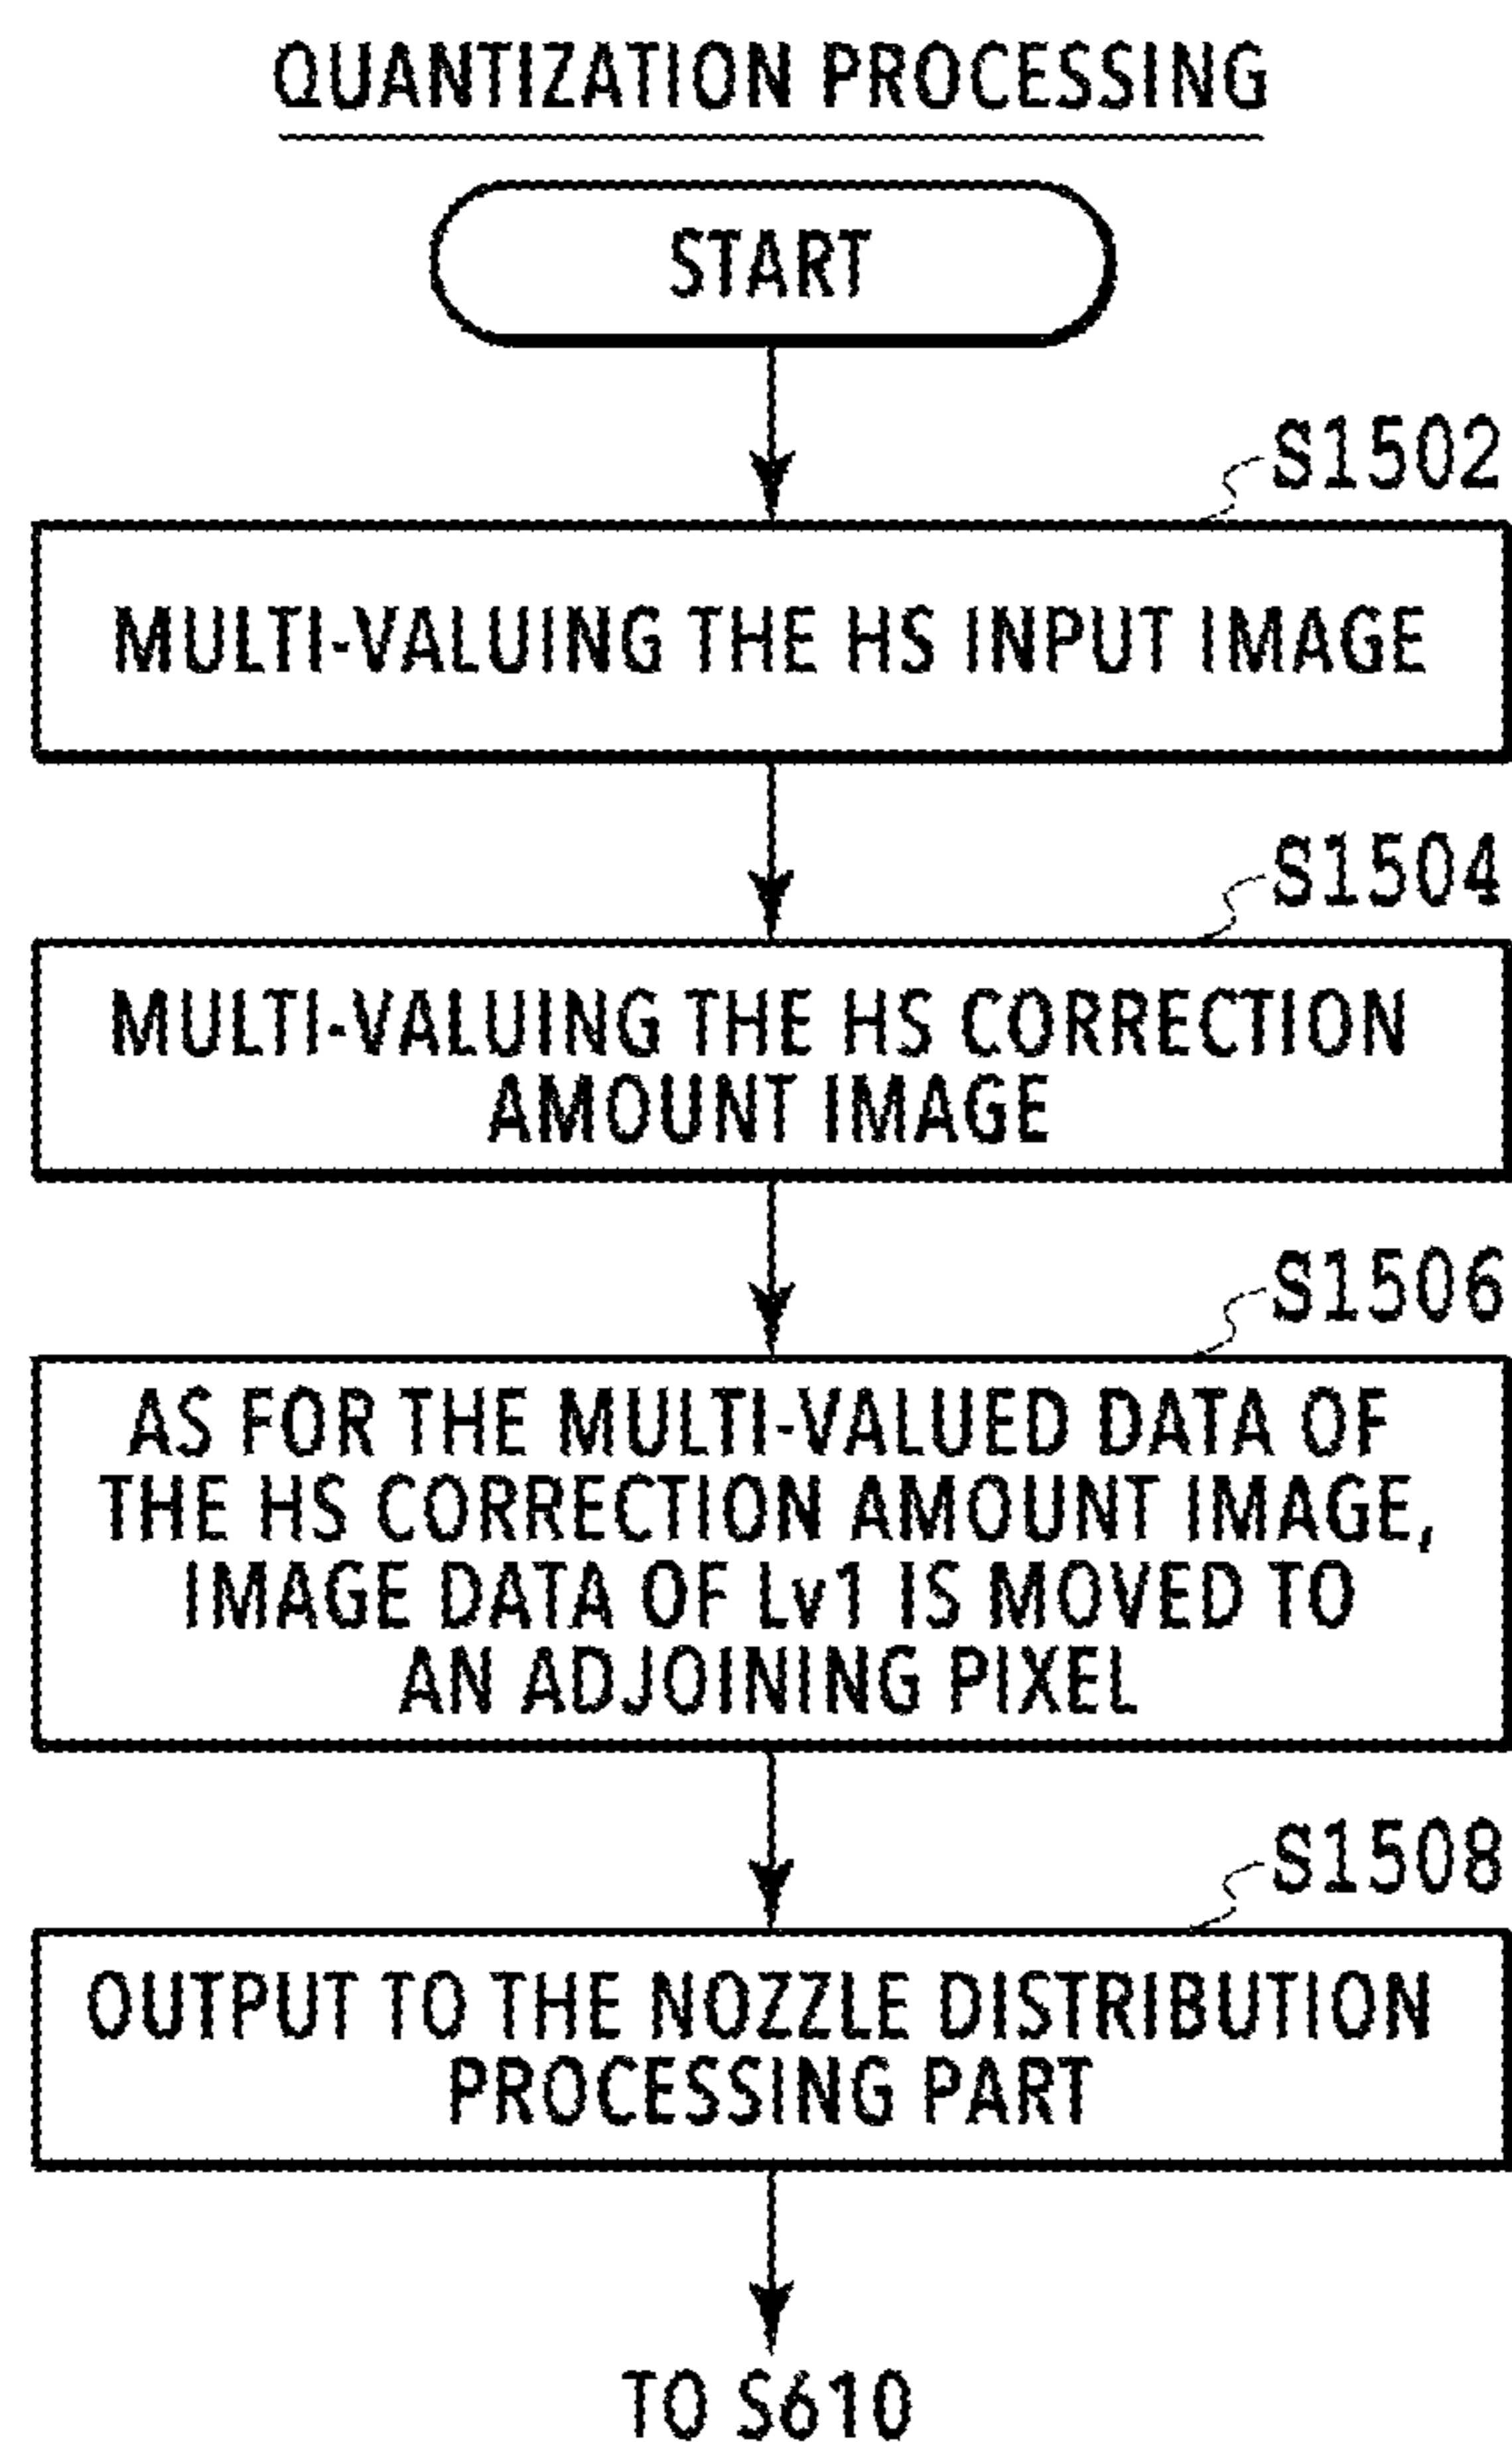 QUANTIZATION PROCESSING
START
S1502
MULTI-VALUING THE HS INPUT IMAGE
S1504
MULTI-VALUING THE HS CORRECTION
AMOUNT IMAGE
S1506
AS FOR THE MULTI-VALUED DATA OF
THE HS CORRECTION AMOUNT IMAGE,
IMAGE DATA OF Lv1 IS MOVED TO
AN ADJOINING PIXEL
S1508
OUTPUT TO THE NOZZLE DISTRIBUTION
PROCESSING PART
TO S610